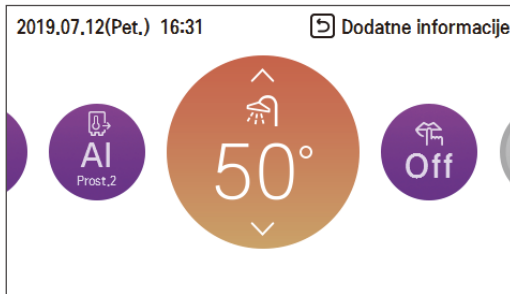 2019.07.12(Pet.) 16:31
Dodatne informacije
AI
Prost.2
50°
Off